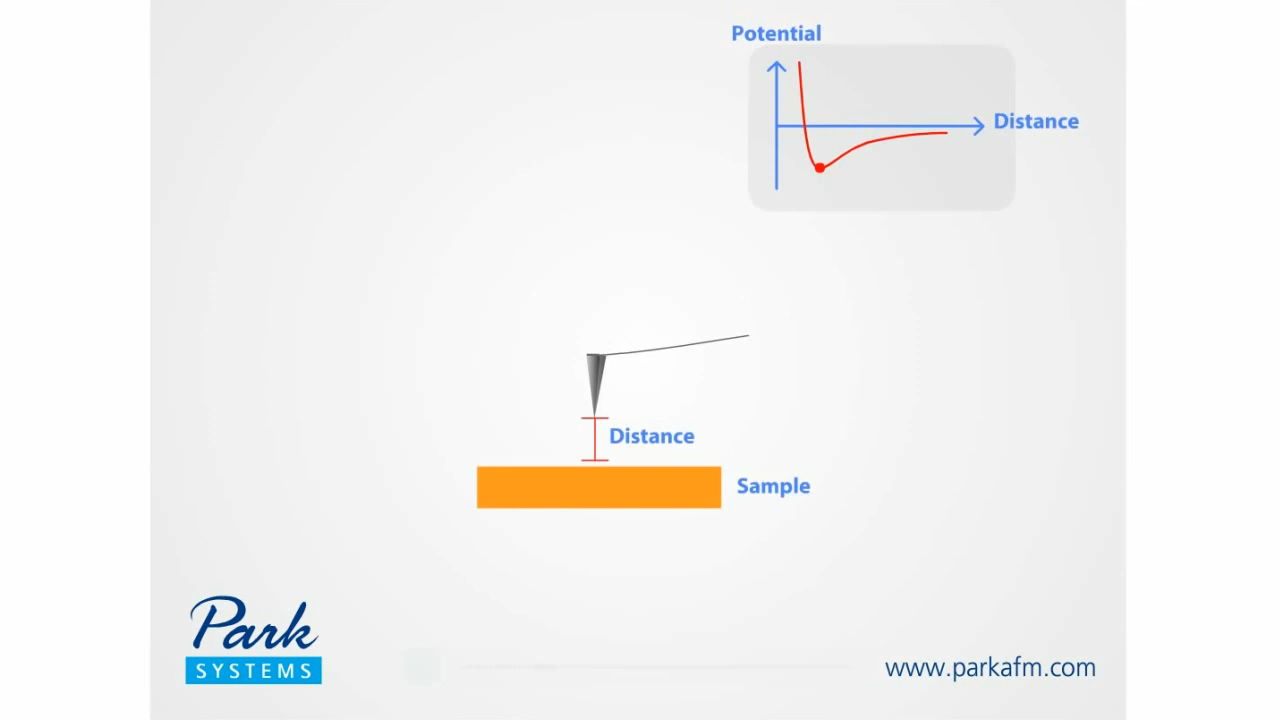 Potential
Distance
Distance
Sample
Park
SYSTEMS
www.parkafm.com